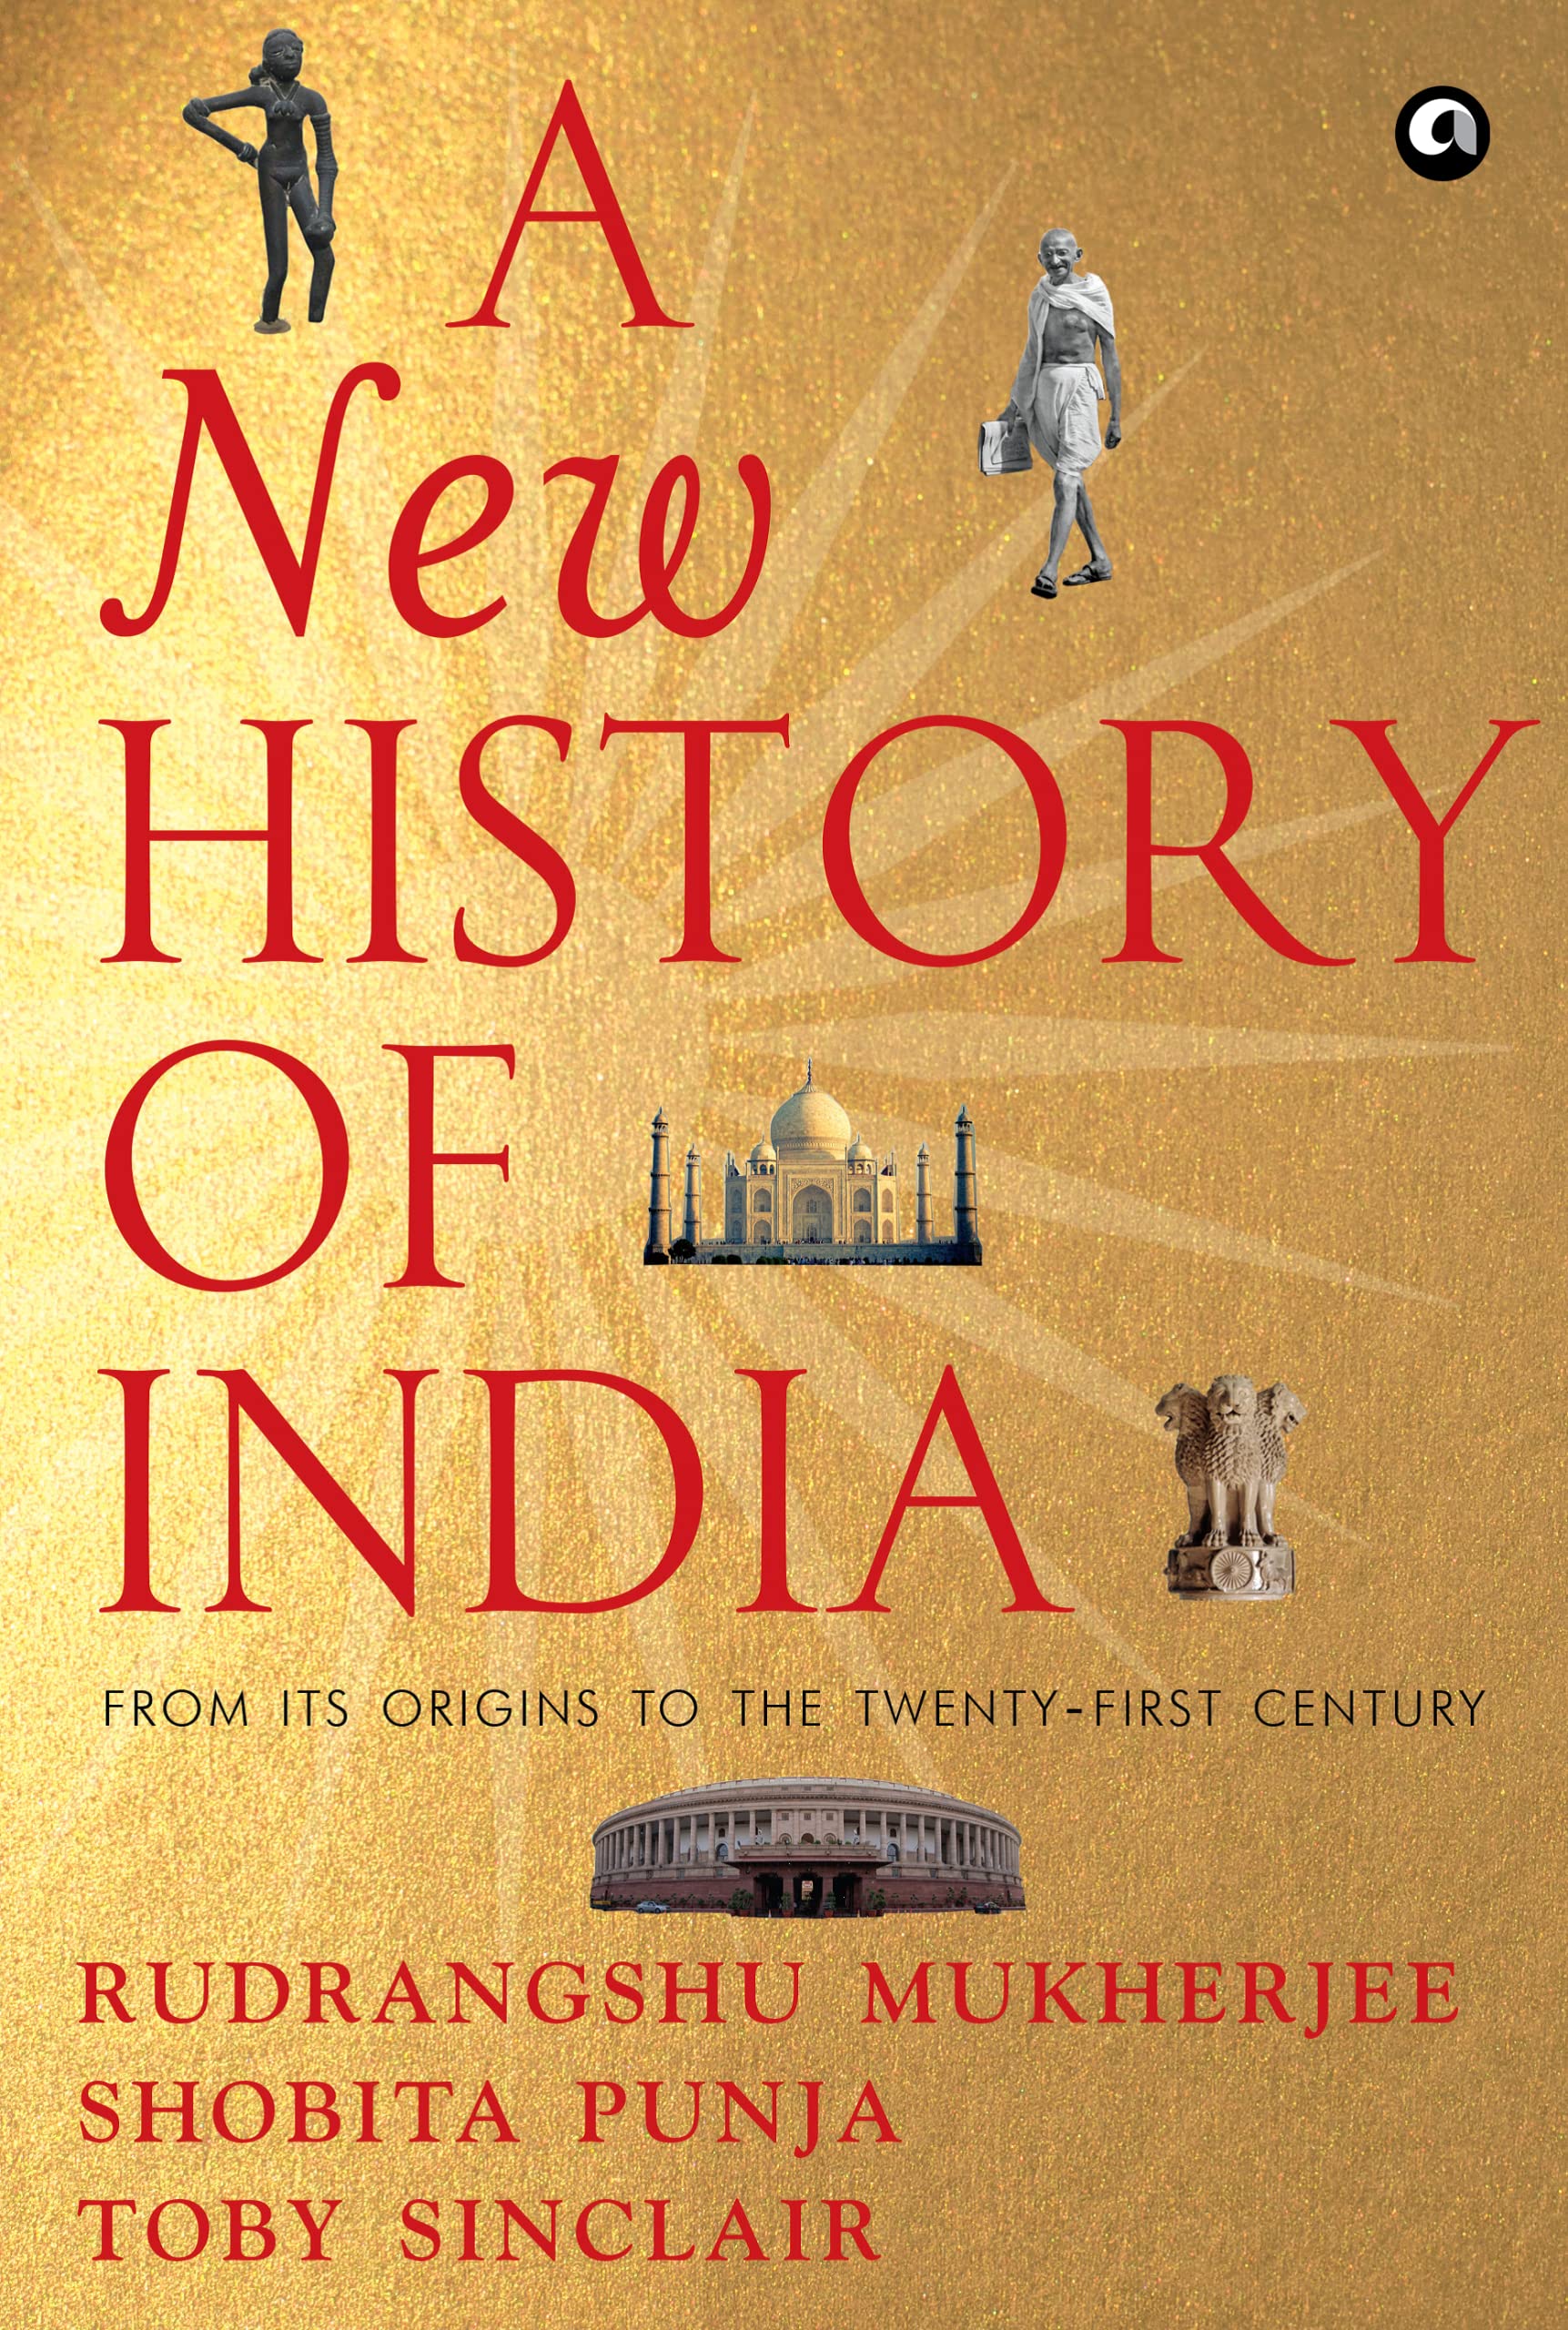 A
New
HISTORY
OF
INDIA
FROM ITS ORIGINS TO THE TWENTY-FIRST CENTURY
RUDRANGSHU MUKHERJEE
SHOBITA PUNJA
TOBY SINCLAIR